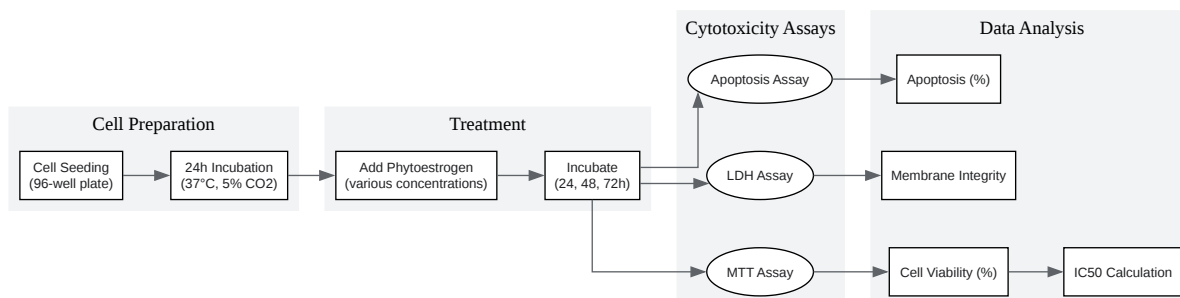 Cytotoxicity Assays
Data Analysis
Apoptosis Assay
Apoptosis (%)
Cell Preparation
Treatment
Cell Seeding
(96-well plate)
24h Incubation
(37°C, 5% CO2)
Add Phytoestrogen
(various concentrations)
Incubate
(24, 48, 72h)
LDH Assay
Membrane Integrity
MTT Assay
Cell Viability (%)
IC50 Calculation